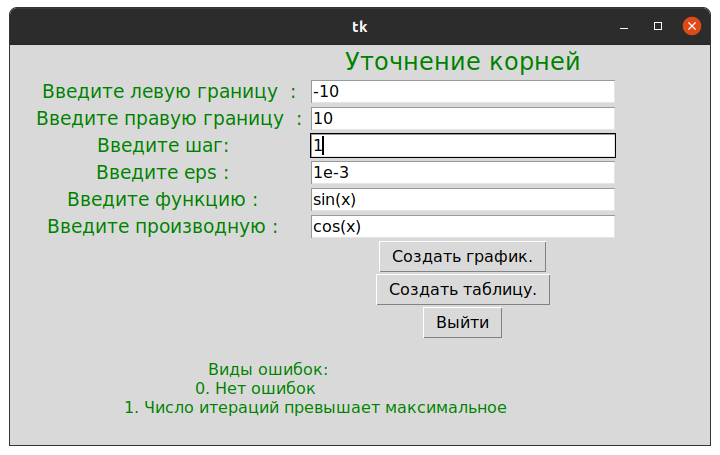 tk
Уточнение корней
Введите левую границу :
-10
Введите правую границу :
10
Введите шаг:
1
Введите eps :
1e-3
Введите функцию :
sin(x)
Введите производную :
cos(x)
Создать график.
Создать таблицу.
Выйти
Виды ошибок:
0. Нет ошибок
1. Число итераций превышает максимальное